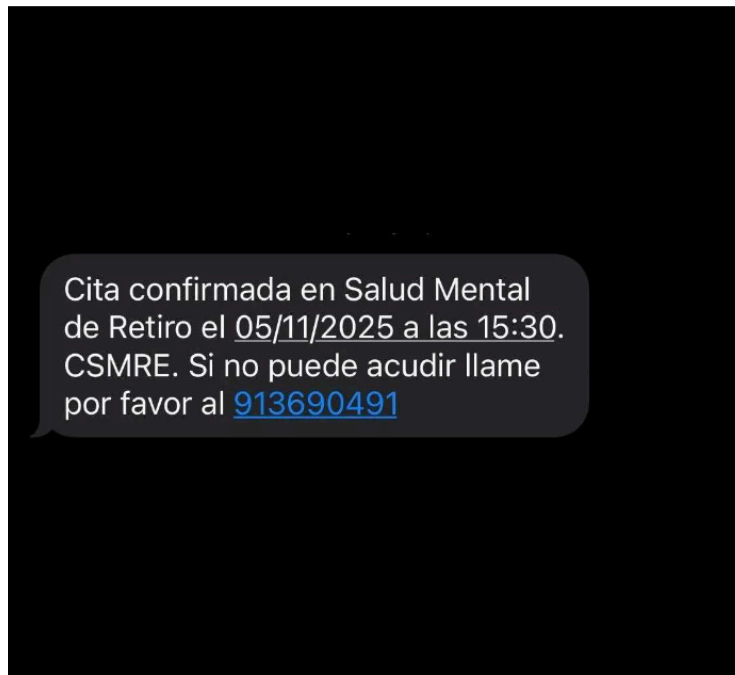 Cita confirmada en Salud Mental
de Retiro el 05/11/2025 a las 15:30.
CSMRE. Si no puede acudir llame
por favor al 913690491